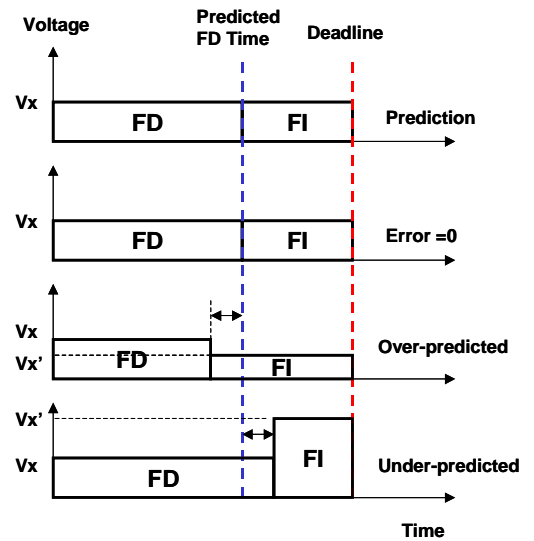 Voltage
Predicted
FD Time
Deadline
Vx
FD
FI
Prediction
Vx
FD
FI
Error =0
Vx
Vx’
FD
FI
Over-predicted
Vx’
Vx
FD
FI
Under-predicted
Time